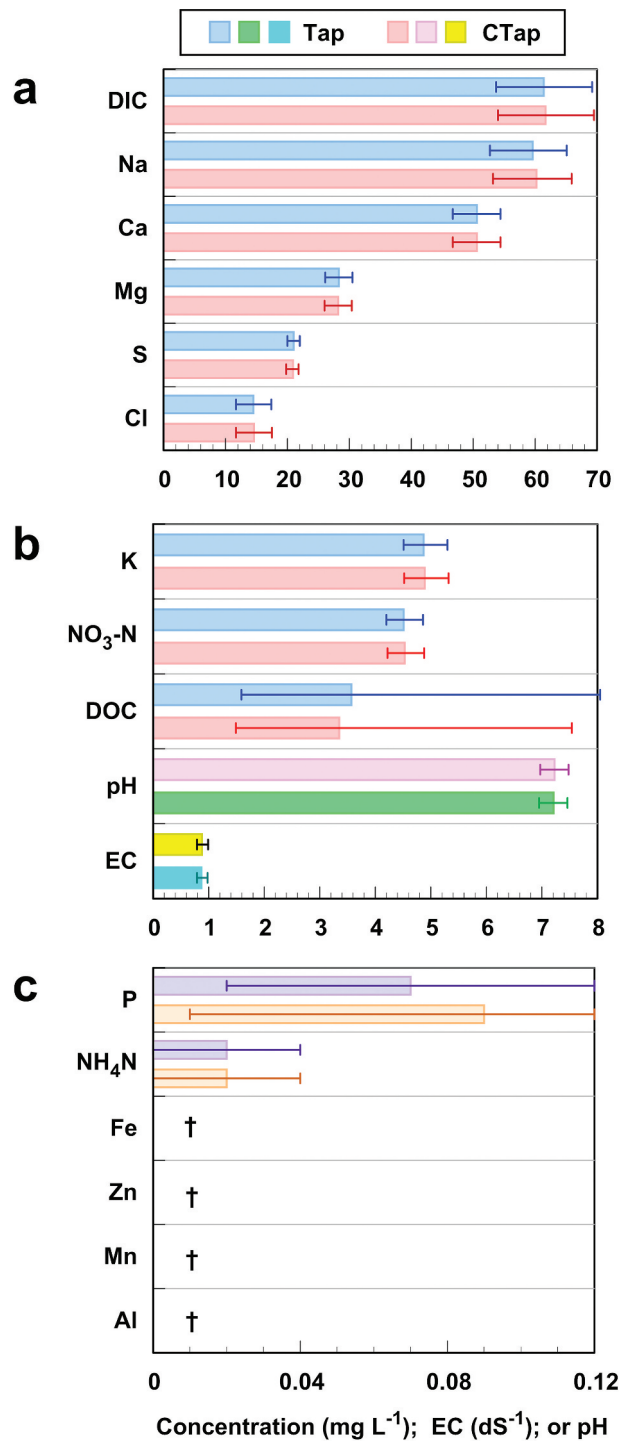 Tap CTap
a
DIC
Na
Ca
Mg
S
Cl
0 10 20 30 40 50 60 70
b
K
NO₃-N
DOC
pH
EC
0 1 2 3 4 5 6 7 8
c
P
NH₄N
Fe †
Zn †
Mn †
Al †
0 0.04 0.08 0.12
Concentration (mg L⁻¹); EC (dS⁻¹); or pH